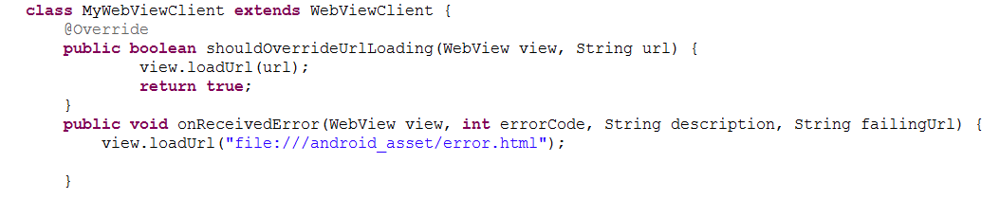 class MyWebViewClient extends WebViewClient {
@Override
public boolean shouldOverrideUrlLoading(WebView view, String url) {
view.loadUrl(url);
return true;
}
public void onReceivedError(WebView view, int errorCode, String description, String failingUrl) {
view.loadUrl("file:///android_asset/error.html");
}